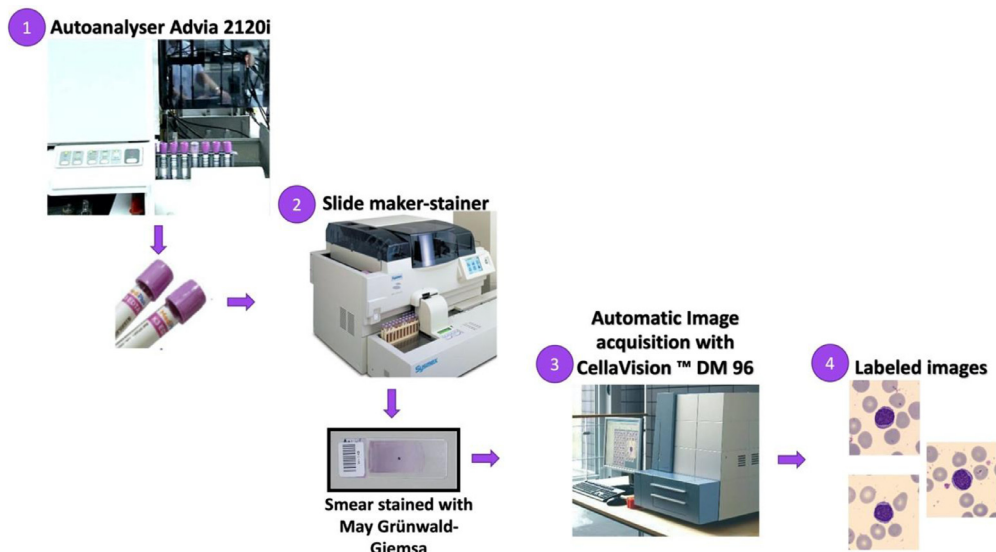 1
Autoanalyser Advia 2120i
2
Slide maker-stainer
Sysmex
Smear stained with
May Grünwald-
Giemsa
3
Automatic Image
acquisition with
CellaVision ™ DM 96
4
Labeled images